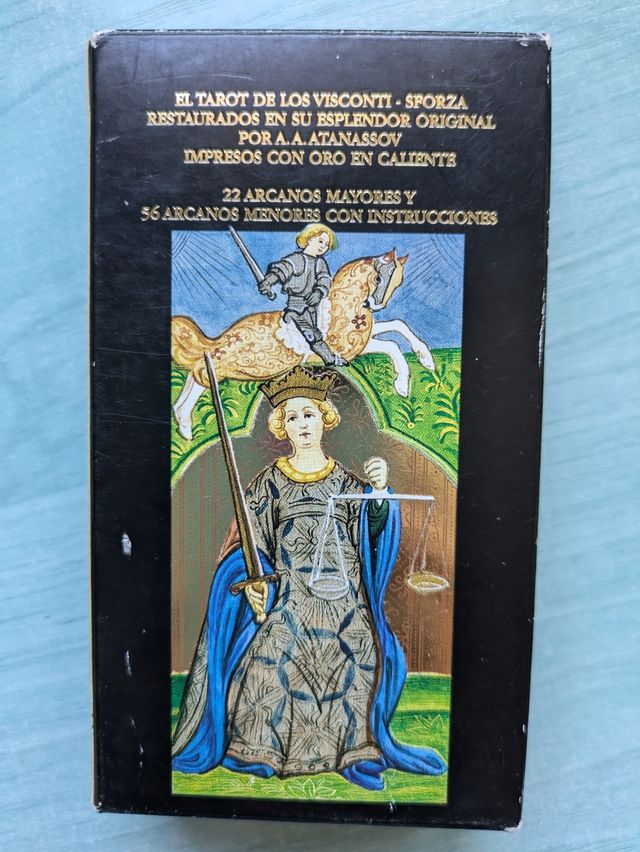 EL TAROT DE LOS VISCONTI - SFORZA
RESTAURADOS EN SU ESPLENDOR ORIGINAL
POR A.A. ATANASSOV
IMPRESOS CON ORO EN CALIENTE
22 ARCANOS MAYORES Y
56 ARCANOS MENORES CON INSTRUCCIONES